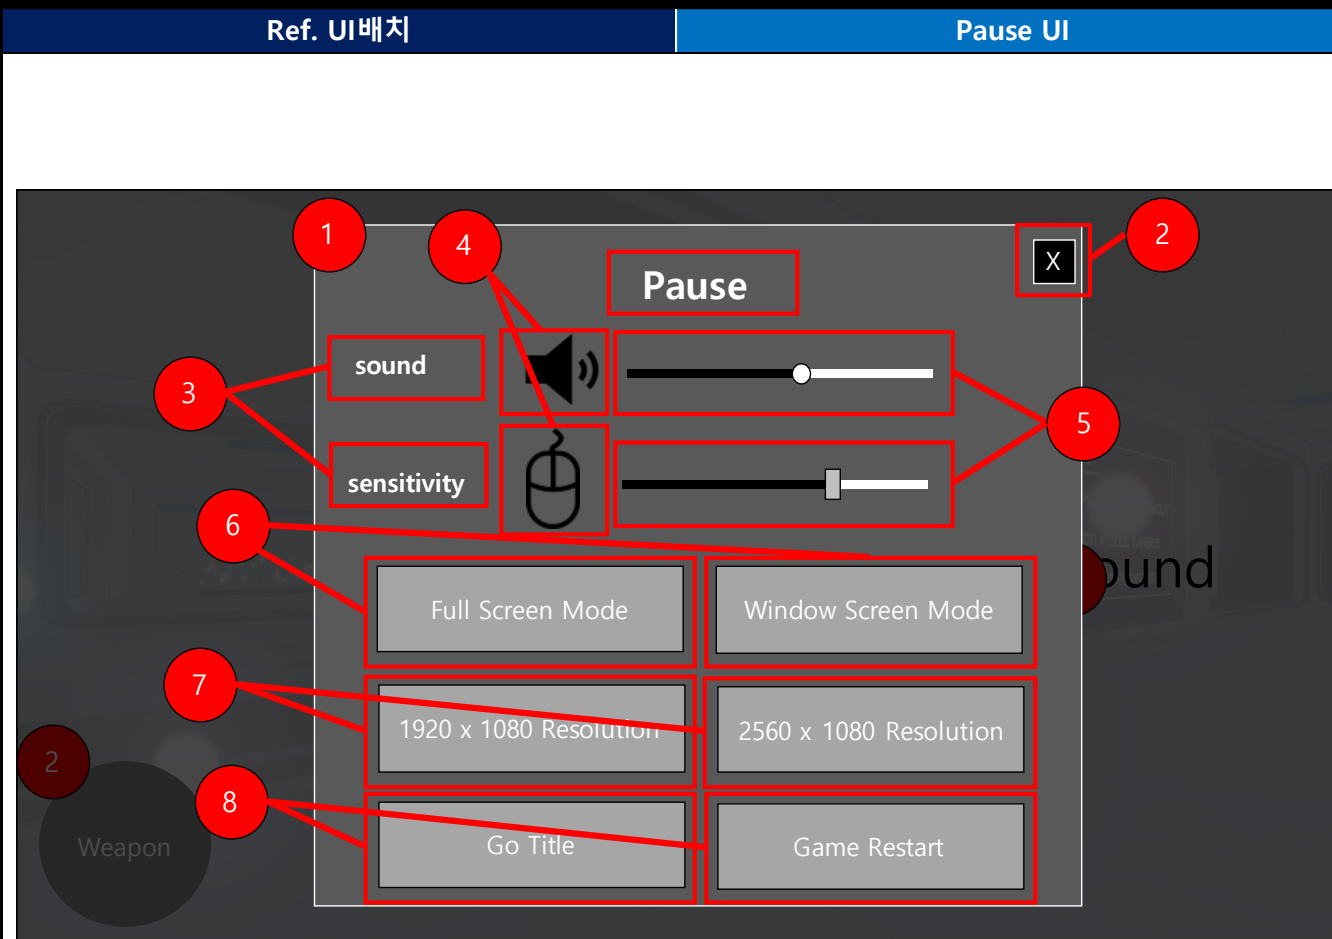 Ref. UI배치
Pause UI
1
4
2
X
Pause
sound
3
5
sensitivity
6
ound
Full Screen Mode
Window Screen Mode
7
1920 x 1080 Resolution
2560 x 1080 Resolution
2
8
Weapon
Go Title
Game Restart